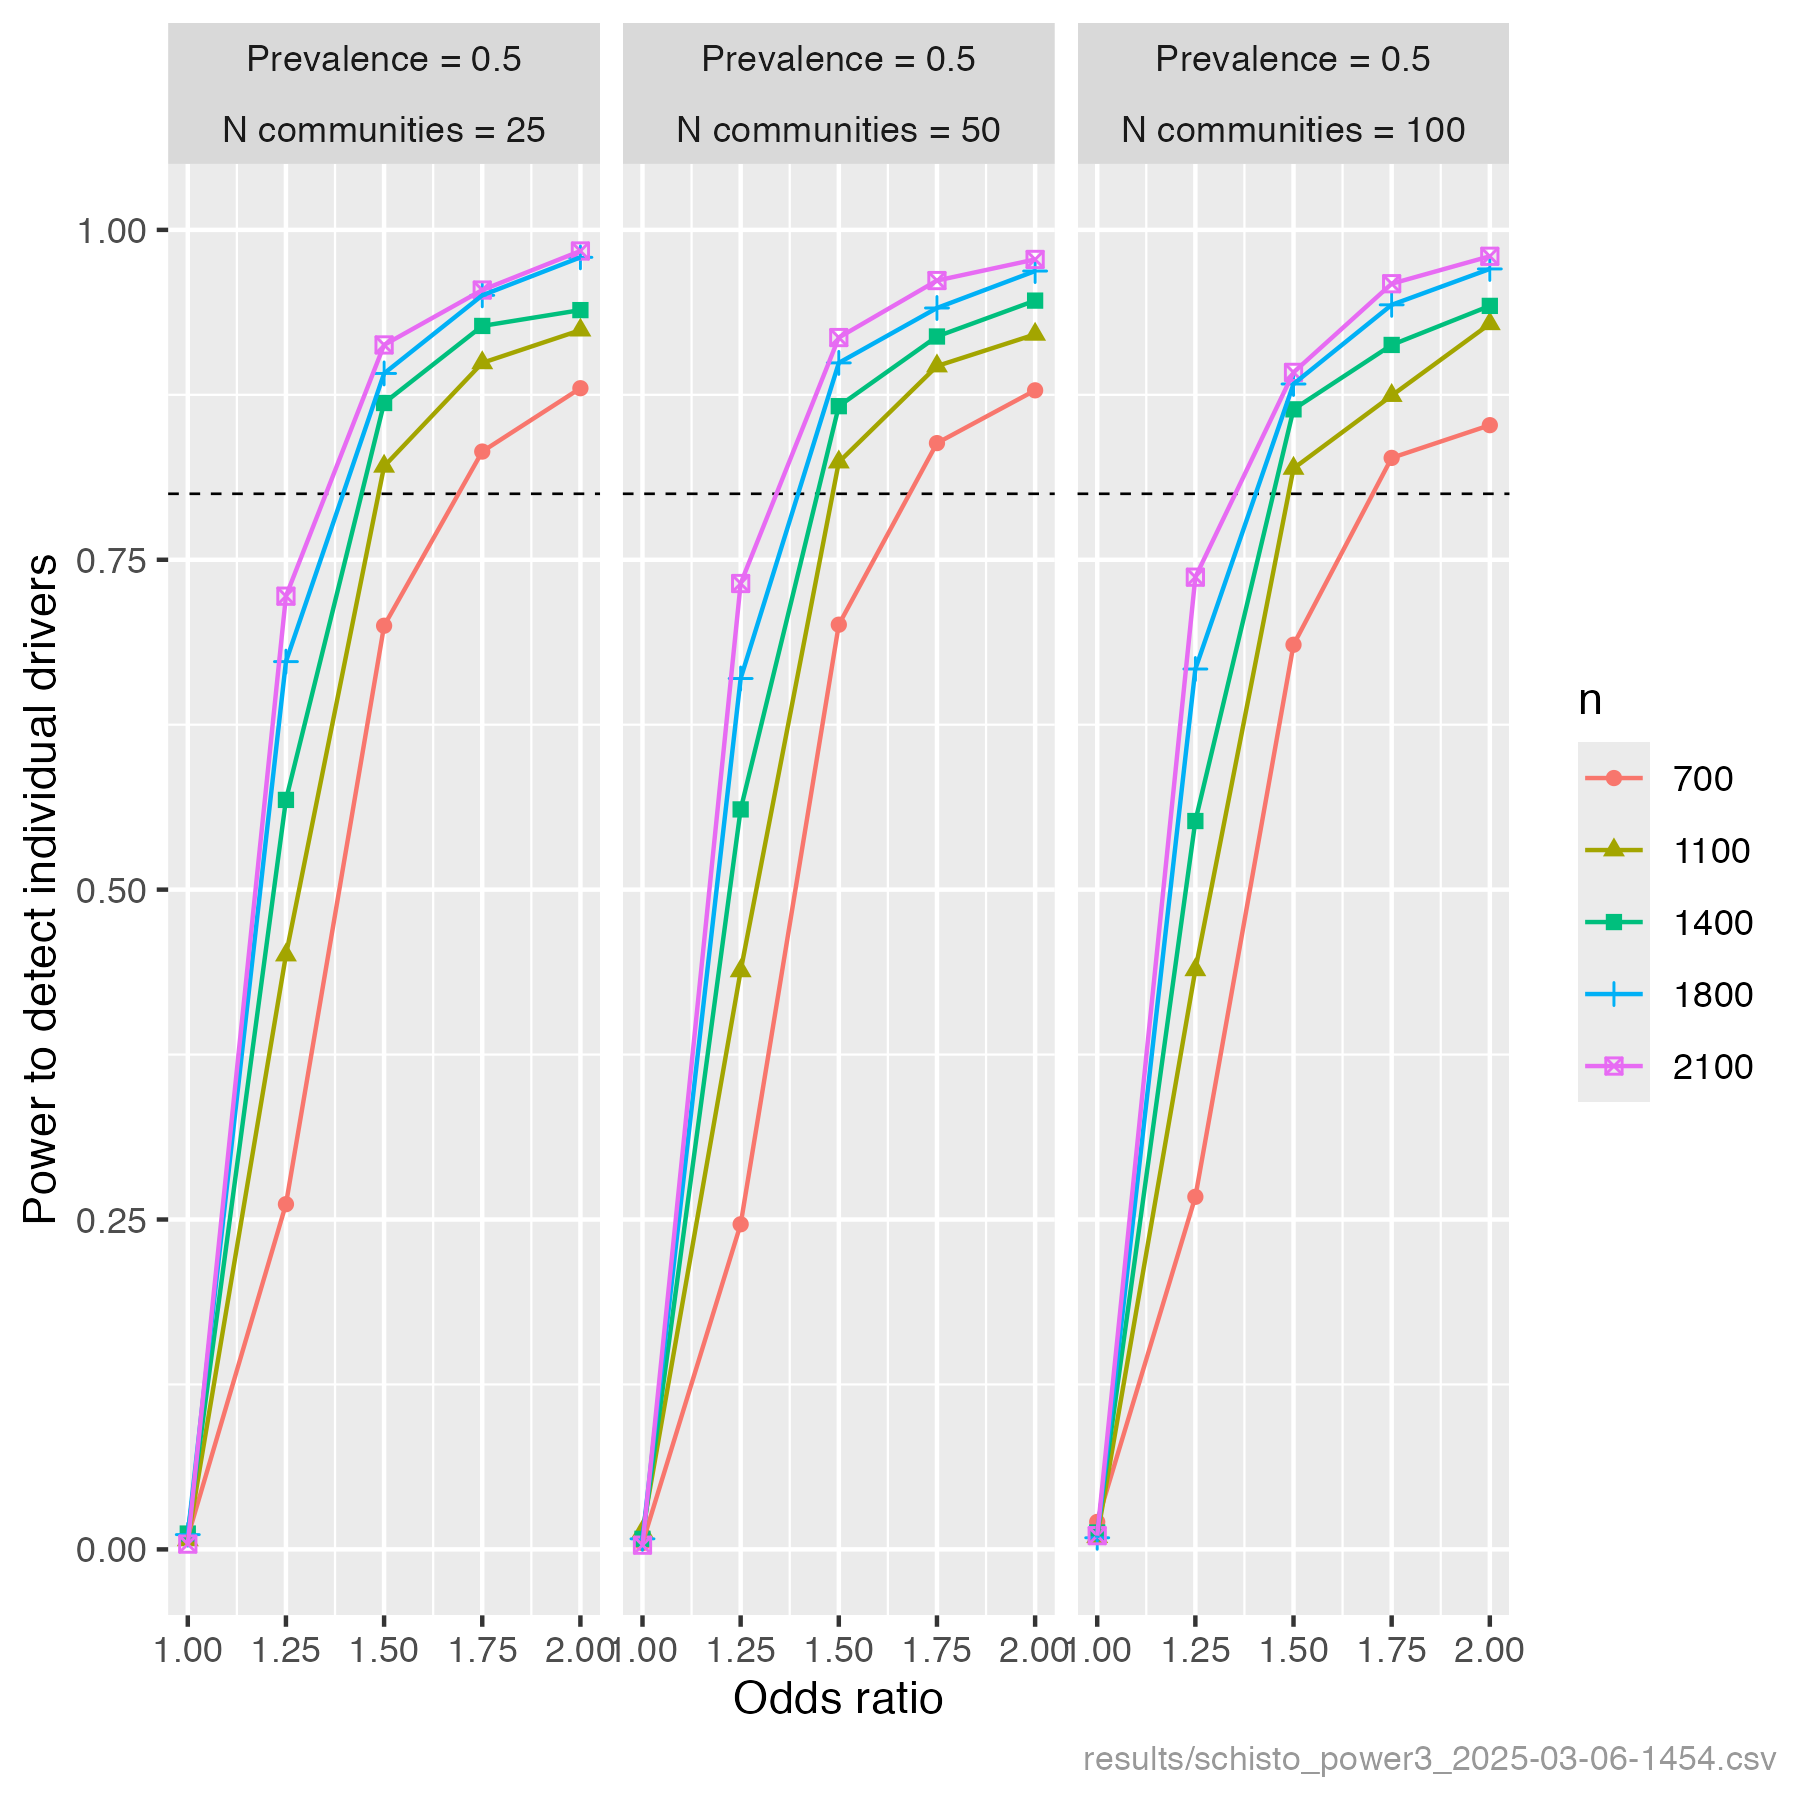 Prevalence = 0.5
N communities = 25
Prevalence = 0.5
N communities = 50
Prevalence = 0.5
N communities = 100
Power to detect individual drivers
1.00
0.75
0.50
0.25
0.00
1.00 1.25 1.50 1.75 2.00
1.00 1.25 1.50 1.75 2.00
1.00 1.25 1.50 1.75 2.00
Odds ratio
n
700
1100
1400
1800
2100
results/schisto_power3_2025-03-06-1454.csv